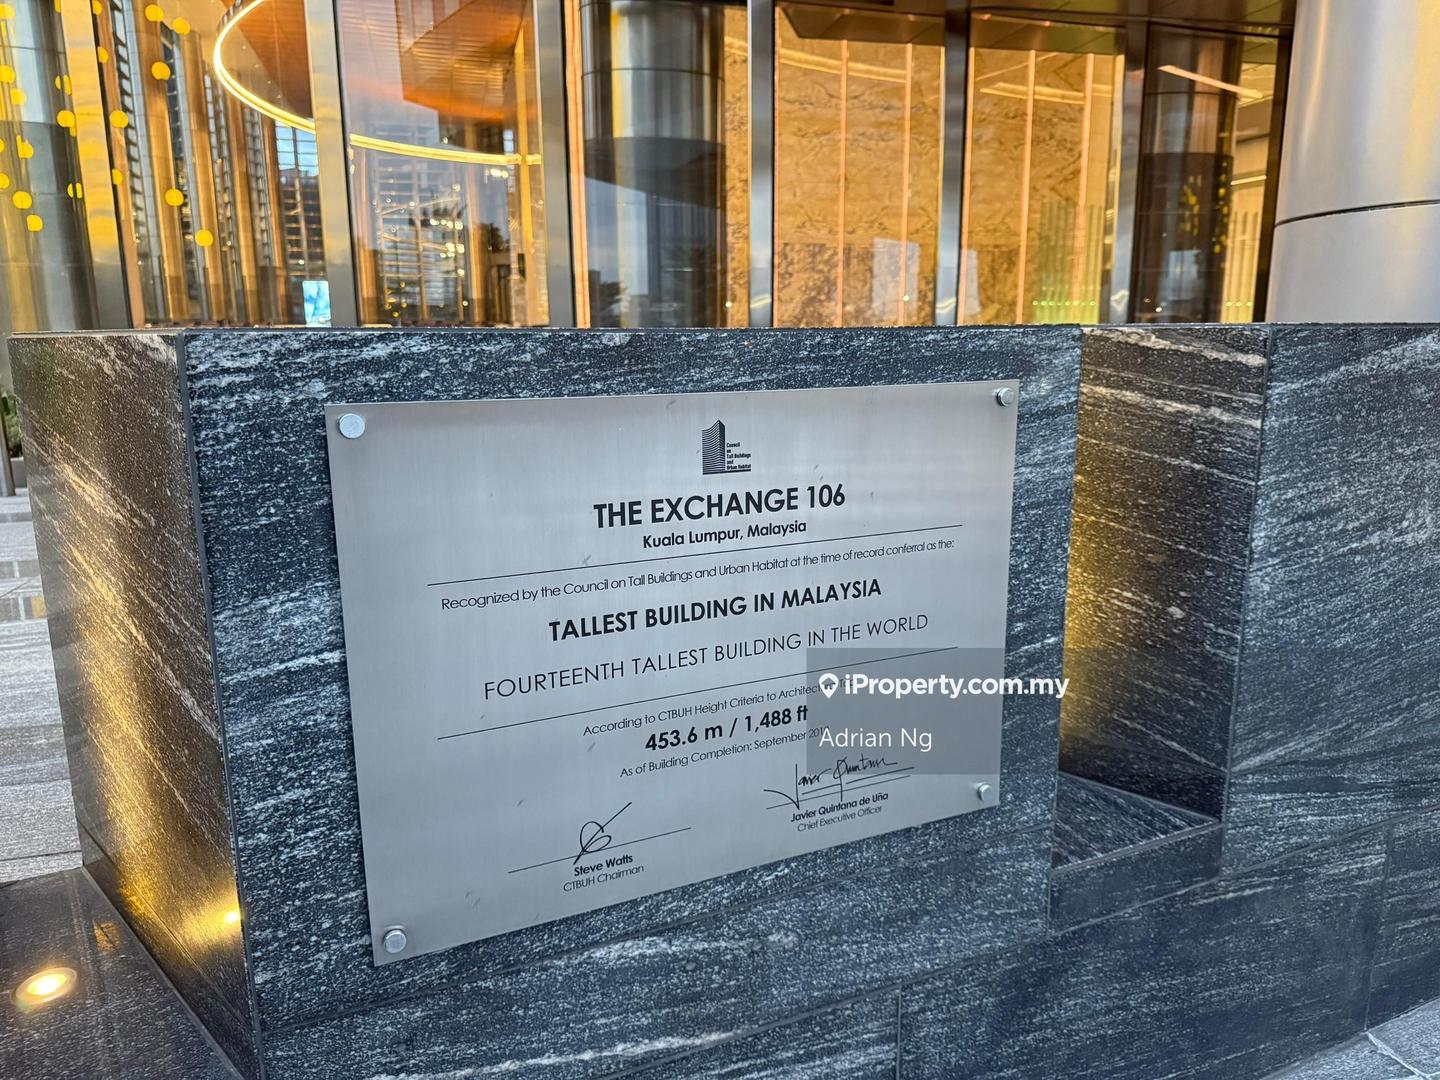 Council
on
Tall Buildings
and
Urban Habitat
THE EXCHANGE 106
Kuala Lumpur, Malaysia
Recognized by the Council on Tall Buildings and Urban Habitat at the time of record conferral as the:
TALLEST BUILDING IN MALAYSIA
FOURTEENTH TALLEST BUILDING IN THE WORLD
According to CTBUH Height Criteria to
453.6 m / 1,488 ft
As of Building Completion: September
iProperty.com.my
Adrian Ng
Javier Quintana de Uña
Chief Executive Officer
Steve Watts
CTBUH Chairman